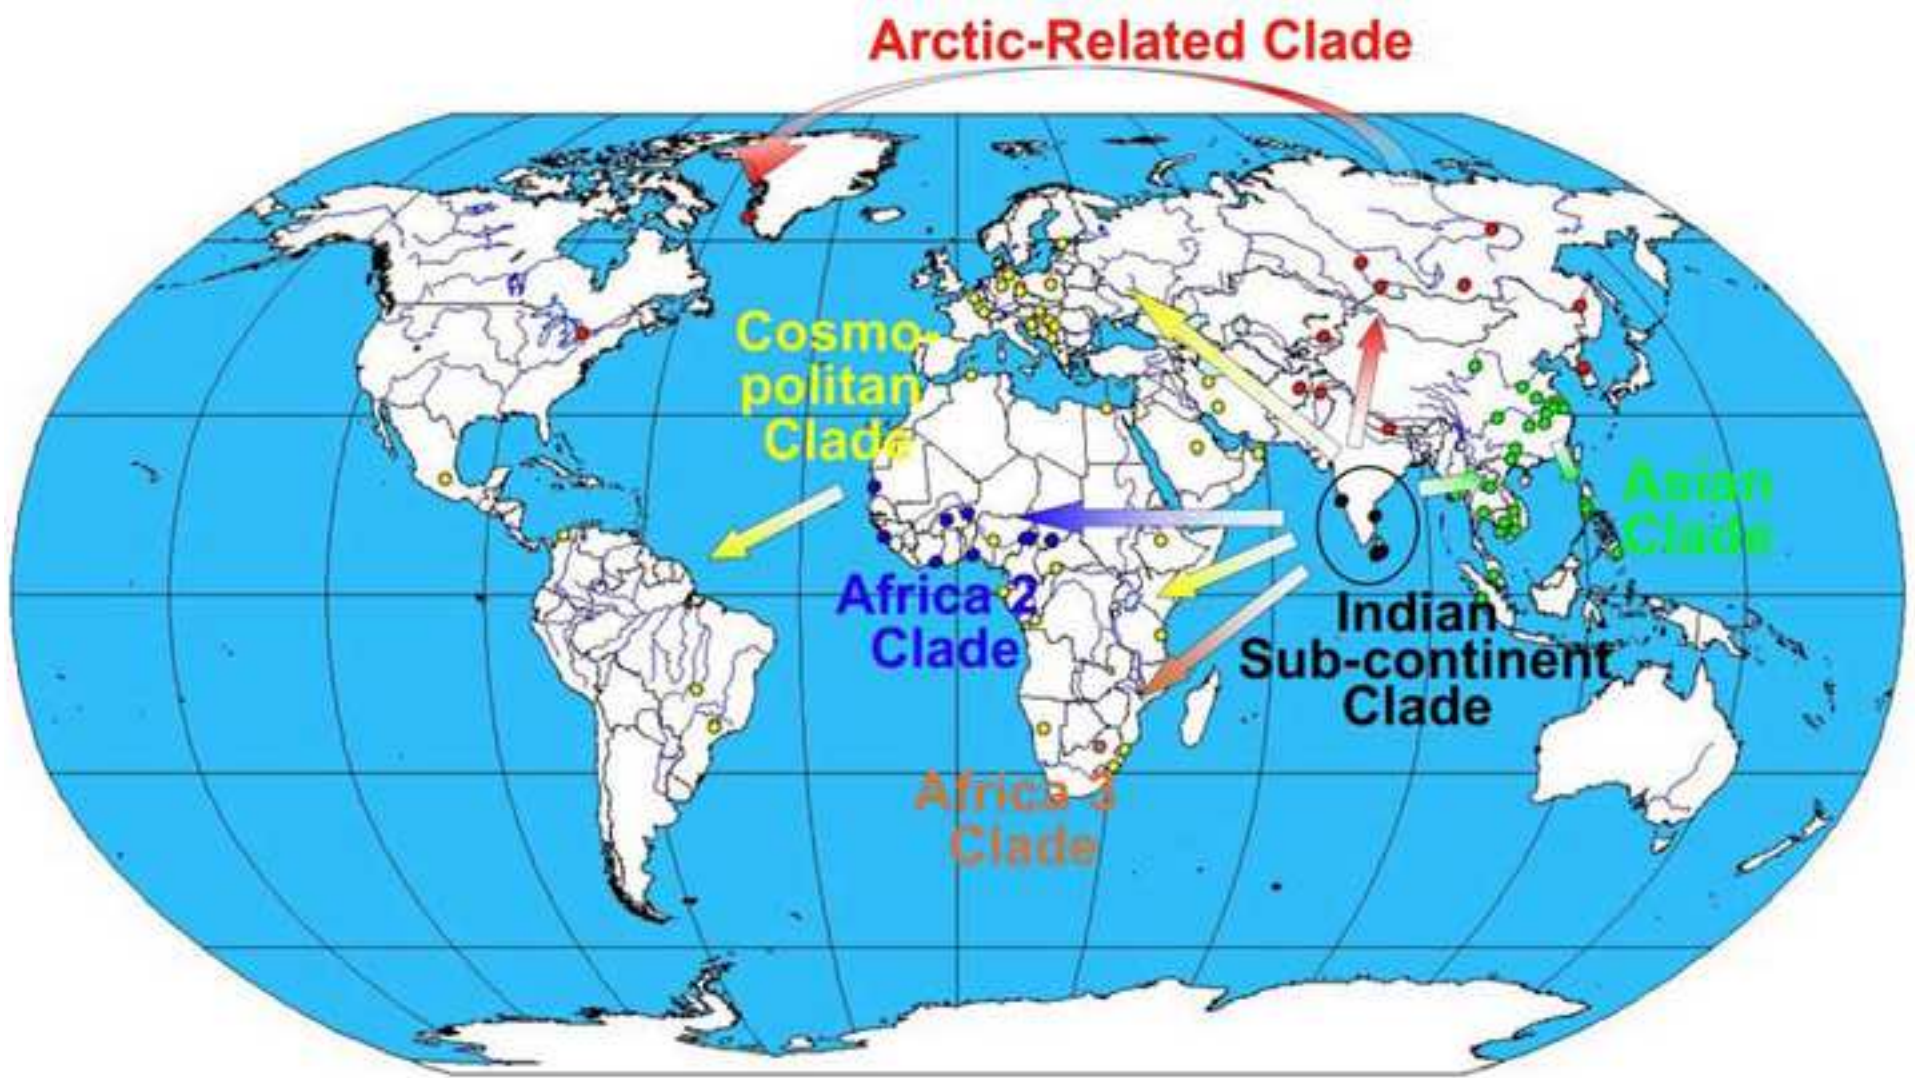 Arctic-Related Clade
Cosmo-
politan
Clade
Asian
Clade
Africa 2
Clade
Indian
Sub-continent
Clade
Africa 3
Clade